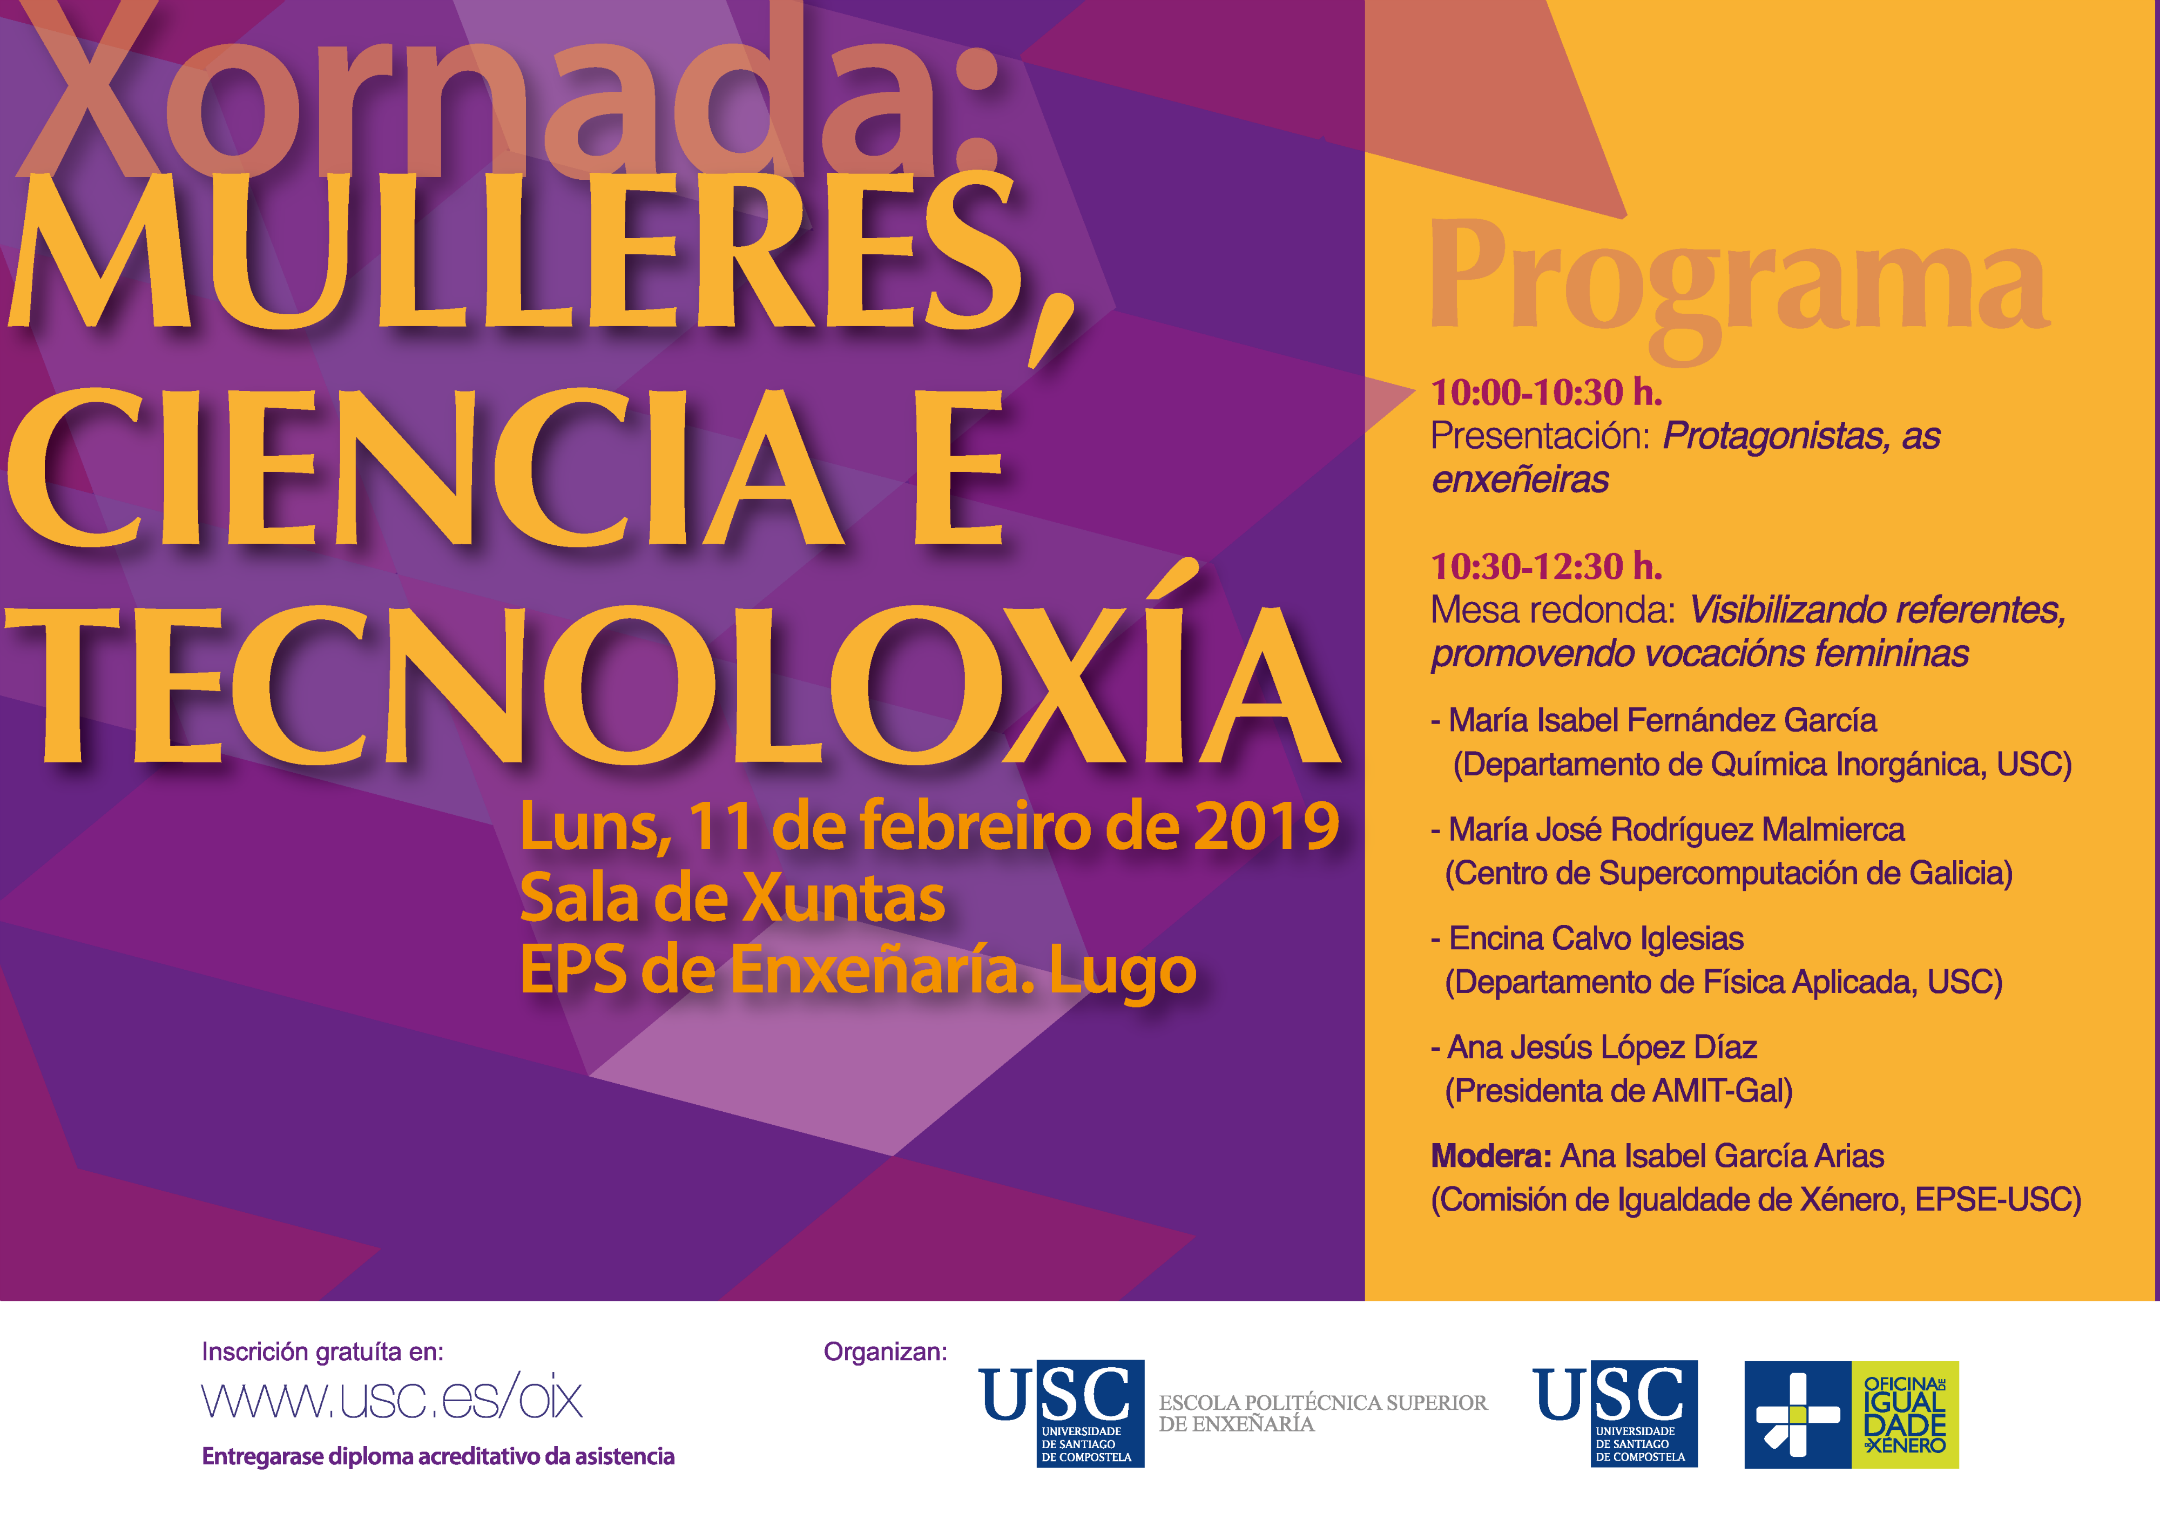 Xornada:
MULLERES,
CIENCIA E
TECNOLOXÍA
Luns, 11 de febreiro de 2019
Sala de Xuntas
EPS de Enxeñaría. Lugo
Programa
10:00-10:30 h.
Presentación: Protagonistas, as
enxeñeiras
10:30-12:30 h.
Mesa redonda: Visibilizando referentes,
promovendo vocacións femininas
- María Isabel Fernández García
(Departamento de Química Inorgánica, USC)
- María José Rodríguez Malmierca
(Centro de Supercomputación de Galicia)
- Encina Calvo Iglesias
(Departamento de Física Aplicada, USC)
- Ana Jesús López Díaz
(Presidenta de AMIT-Gal)
Modera: Ana Isabel García Arias
(Comisión de Igualdade de Xénero, EPSE-USC)
Inscrición gratuíta en:
www.usc.es/oix
Entregarase diploma acreditativo da asistencia
Organizan:
USC
UNIVERSIDADE
DE SANTIAGO
DE COMPOSTELA
ESCOLA POLITÉCNICA SUPERIOR
DE ENXEÑARÍA
USC
UNIVERSIDADE
DE SANTIAGO
DE COMPOSTELA
OFICINA DE
IGUAL
DADE
DE XÉNERO